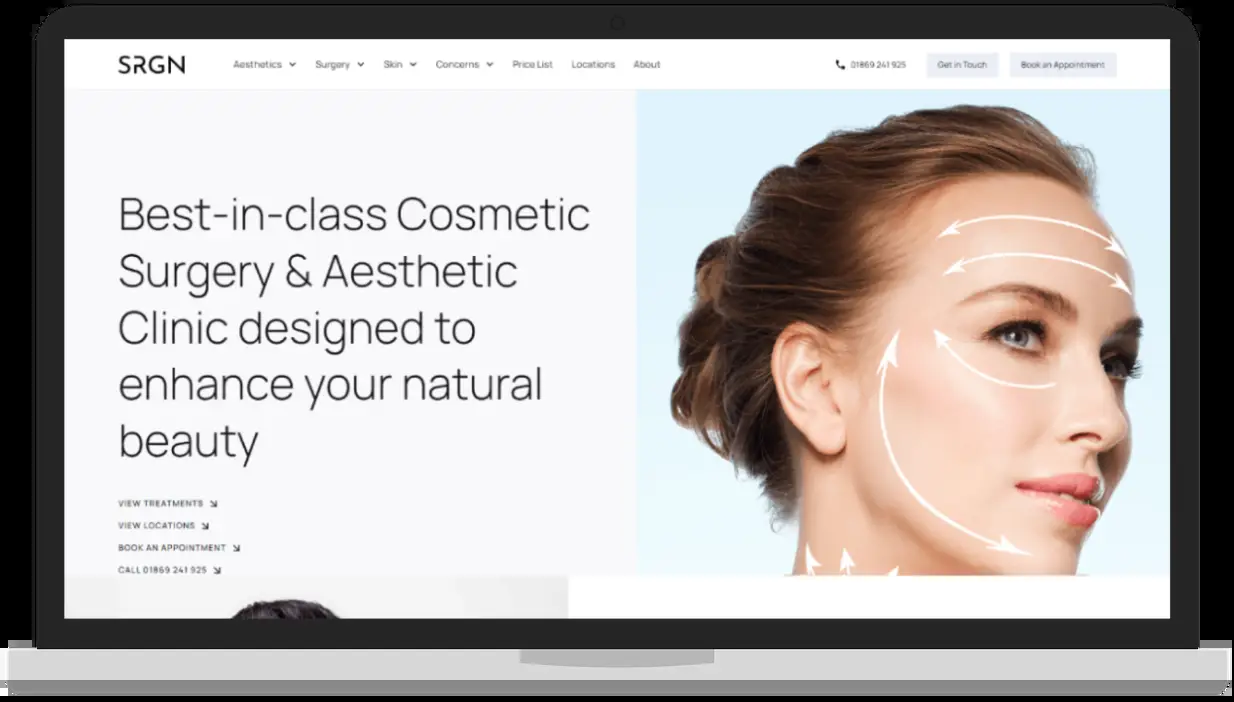 SRGN Aesthetics Surgery Skin Concerns Price List Locations About 01869 241 925 Get in Touch Book an Appointment
Best-in-class Cosmetic
Surgery & Aesthetic
Clinic designed to
enhance your natural
beauty
VIEW TREATMENTS
VIEW LOCATIONS
BOOK AN APPOINTMENT
CALL 01869 241 925